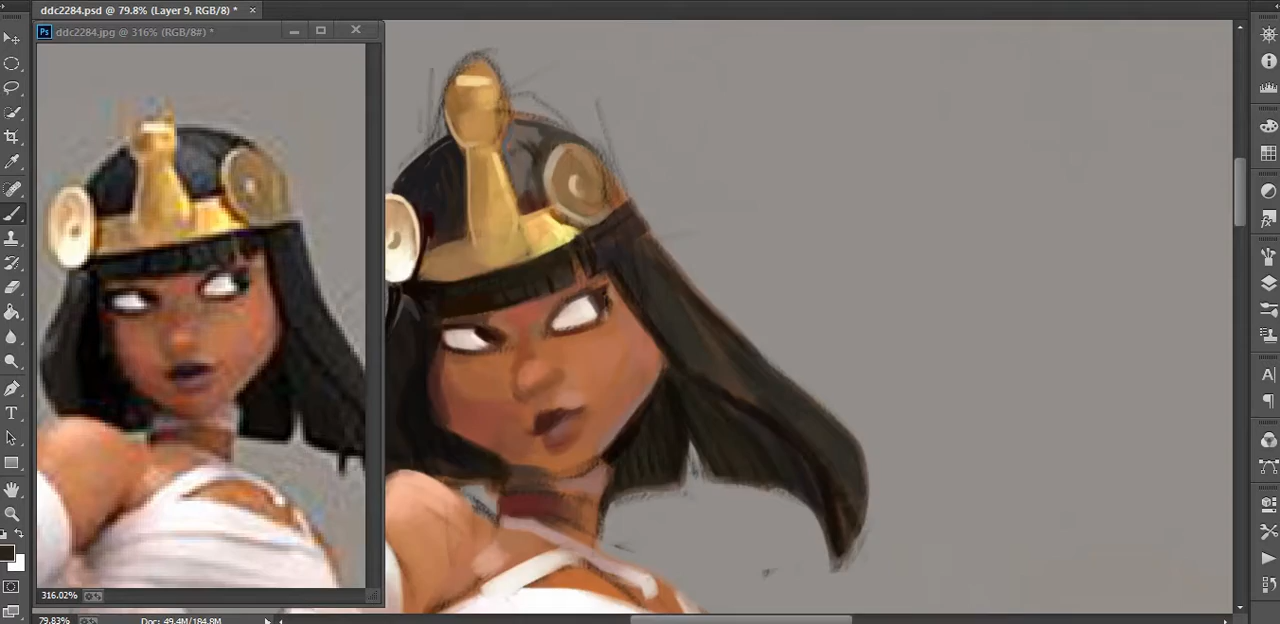 ddc2284.psd @ 79.8% (Layer 9, RGB/8) * ×
Ps ddc2284.jpg @ 316% (RGB/8#) *
T
A
316.02%
79.83% Doc: 49.4M/184.8M